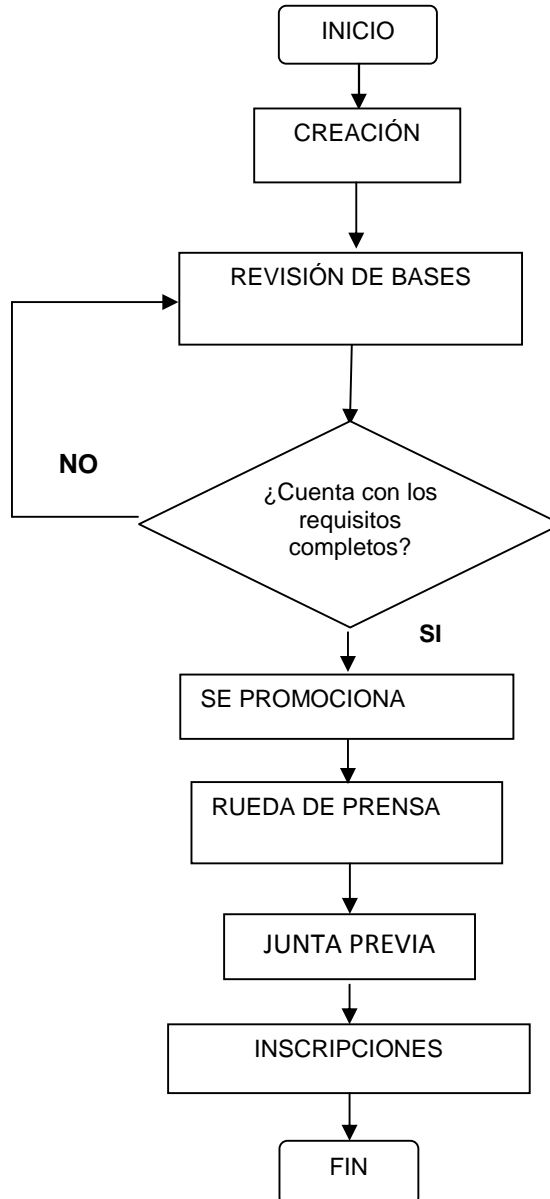 INICIO
CREACIÓN
REVISIÓN DE BASES
NO
¿Cuenta con los
requisitos
completos?
SI
SE PROMOCIONA
RUEDA DE PRENSA
JUNTA PREVIA
INSCRIPCIONES
FIN